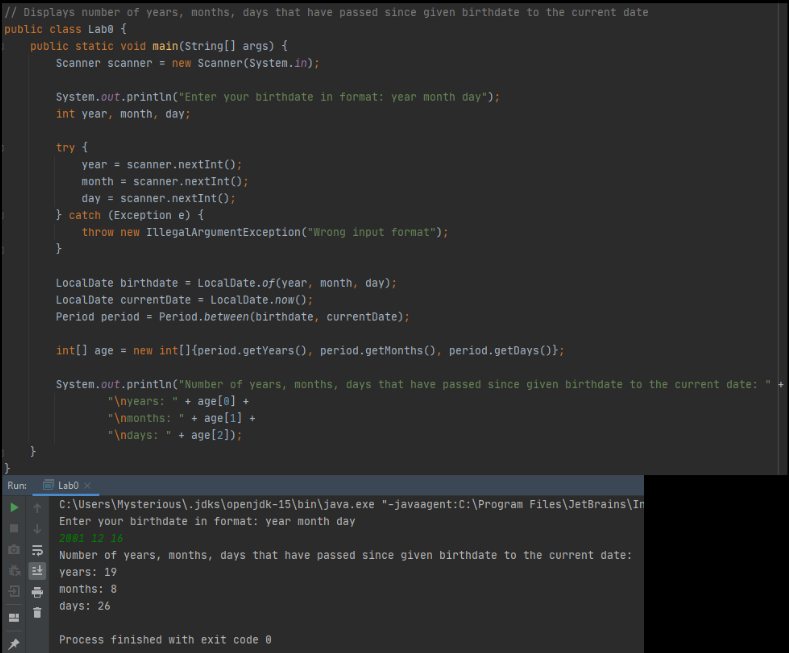 // Displays number of years, months, days that have passed since given birthdate to the current date
public class Lab0 {
    public static void main(String[] args) {
        Scanner scanner = new Scanner(System.in);

        System.out.println("Enter your birthdate in format: year month day");
        int year, month, day;

        try {
            year = scanner.nextInt();
            month = scanner.nextInt();
            day = scanner.nextInt();
        } catch (Exception e) {
            throw new IllegalArgumentException("Wrong input format");
        }

        LocalDate birthdate = LocalDate.of(year, month, day);
        LocalDate currentDate = LocalDate.now();
        Period period = Period.between(birthdate, currentDate);

        int[] age = new int[]{period.getYears(), period.getMonths(), period.getDays()};

        System.out.println("Number of years, months, days that have passed since given birthdate to the current date: " +
                "\nyears: " + age[0] +
                "\nmonths: " + age[1] +
                "\ndays: " + age[2]);
    }
}
Run: Lab0 ×
C:\Users\Mysterious\.jdks\openjdk-15\bin\java.exe "-javaagent:C:\Program Files\JetBrains\In
Enter your birthdate in format: year month day
2001 12 16
Number of years, months, days that have passed since given birthdate to the current date:
years: 19
months: 8
days: 26

Process finished with exit code 0